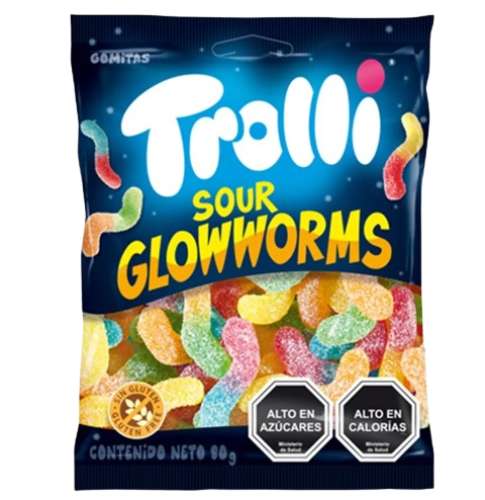 GOMITAS
Trolli
SOUR
GLOWWORMS
SIN GLUTEN
GLUTEN FREE
ALTO EN
AZÚCARES
Ministerio
de Salud
ALTO EN
CALORÍAS
Ministerio
de Salud
CONTENIDO NETO 90g